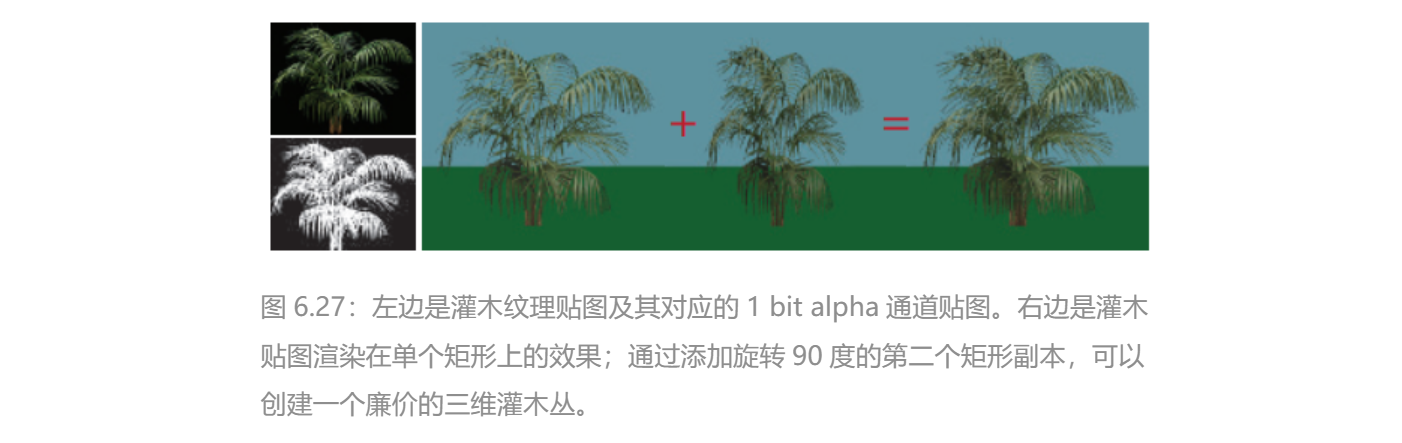 + =
图 6.27：左边是灌木纹理贴图及其对应的 1 bit alpha 通道贴图。右边是灌木
贴图渲染在单个矩形上的效果；通过添加旋转 90 度的第二个矩形副本，可以
创建一个廉价的三维灌木丛。